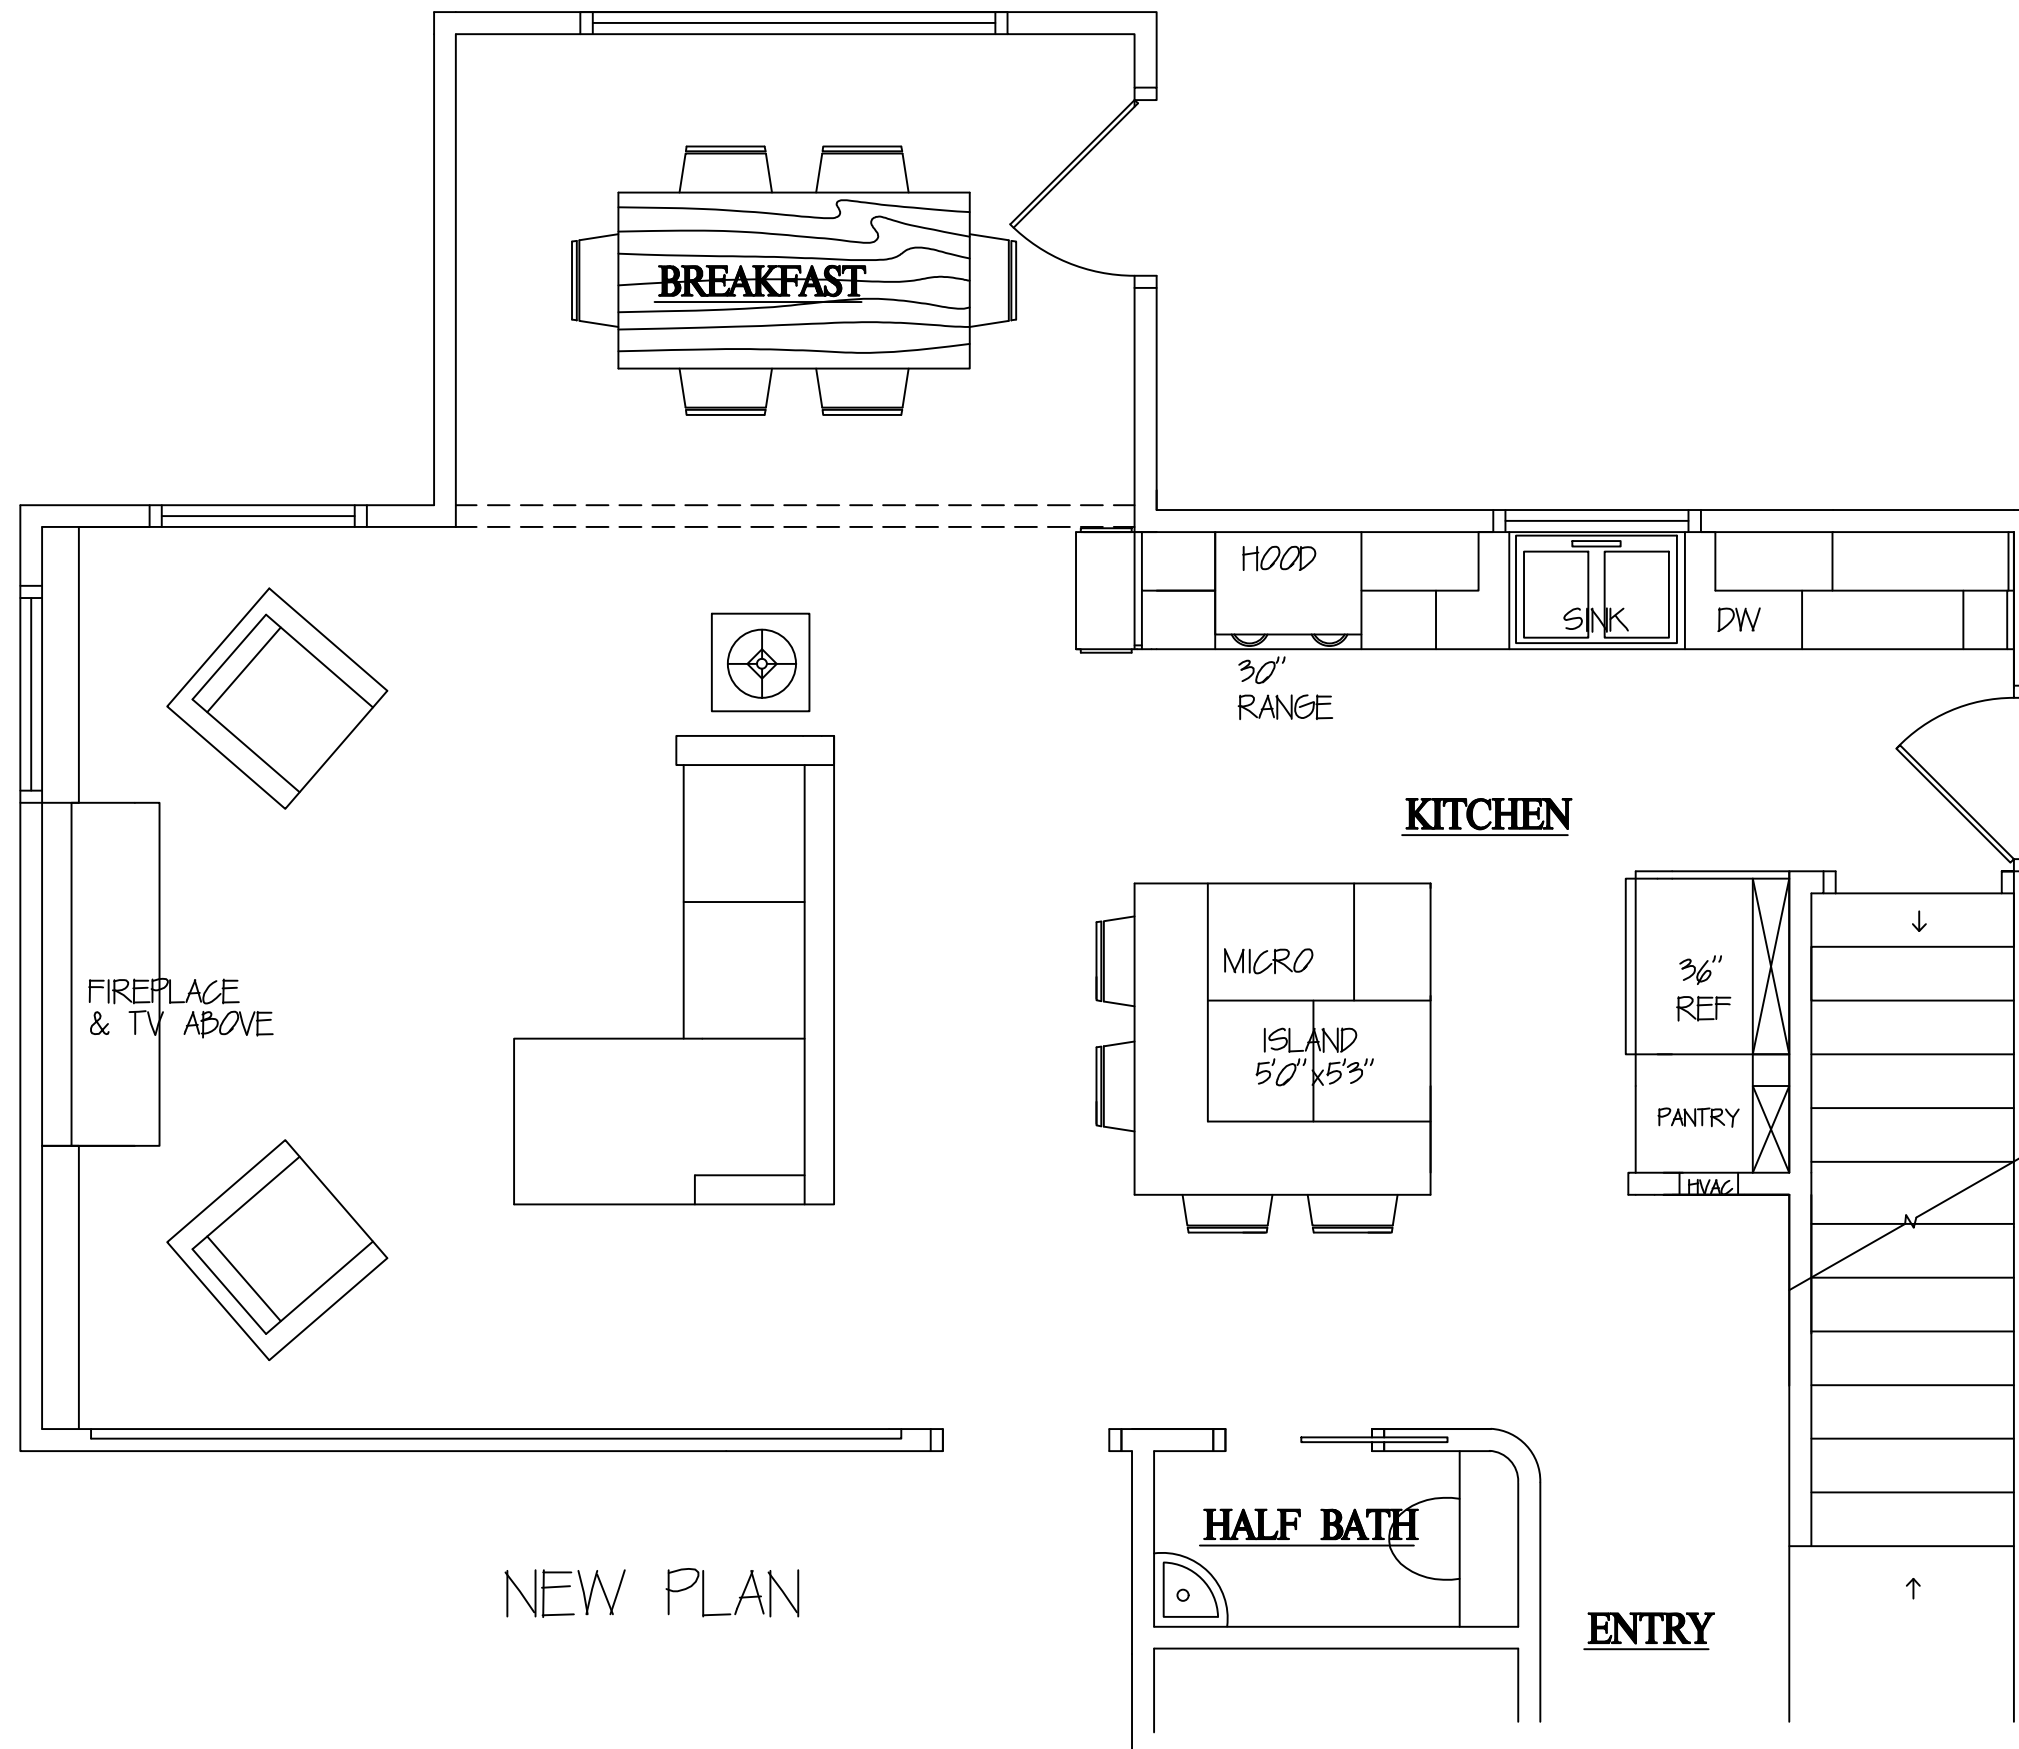 BREAKFAST
HOOD
SINK
DW
30"
RANGE
KITCHEN
FIREPLACE
& TV ABOVE
MICRO
ISLAND
5'0"x5'3"
36"
REF
PANTRY
HVAC
N
HALF BATH
NEW PLAN
ENTRY